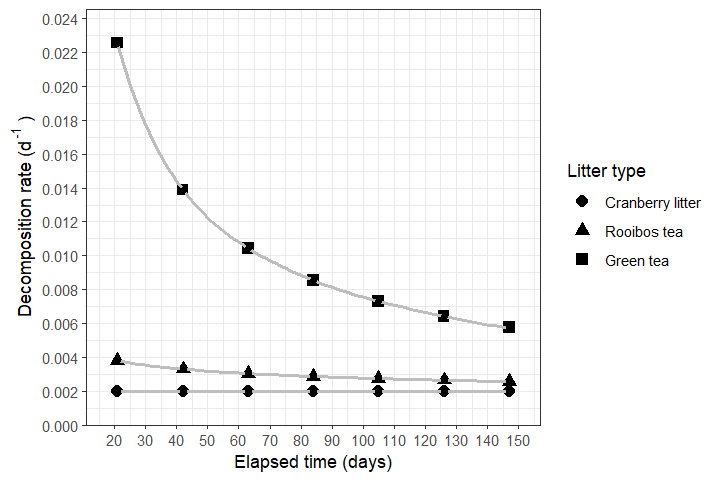 Decomposition rate (d⁻¹)
0.024
0.022
0.020
0.018
0.016
0.014
0.012
0.010
0.008
0.006
0.004
0.002
0.000
20 30 40 50 60 70 80 90 100 110 120 130 140 150
Elapsed time (days)
Litter type
Cranberry litter
Rooibos tea
Green tea